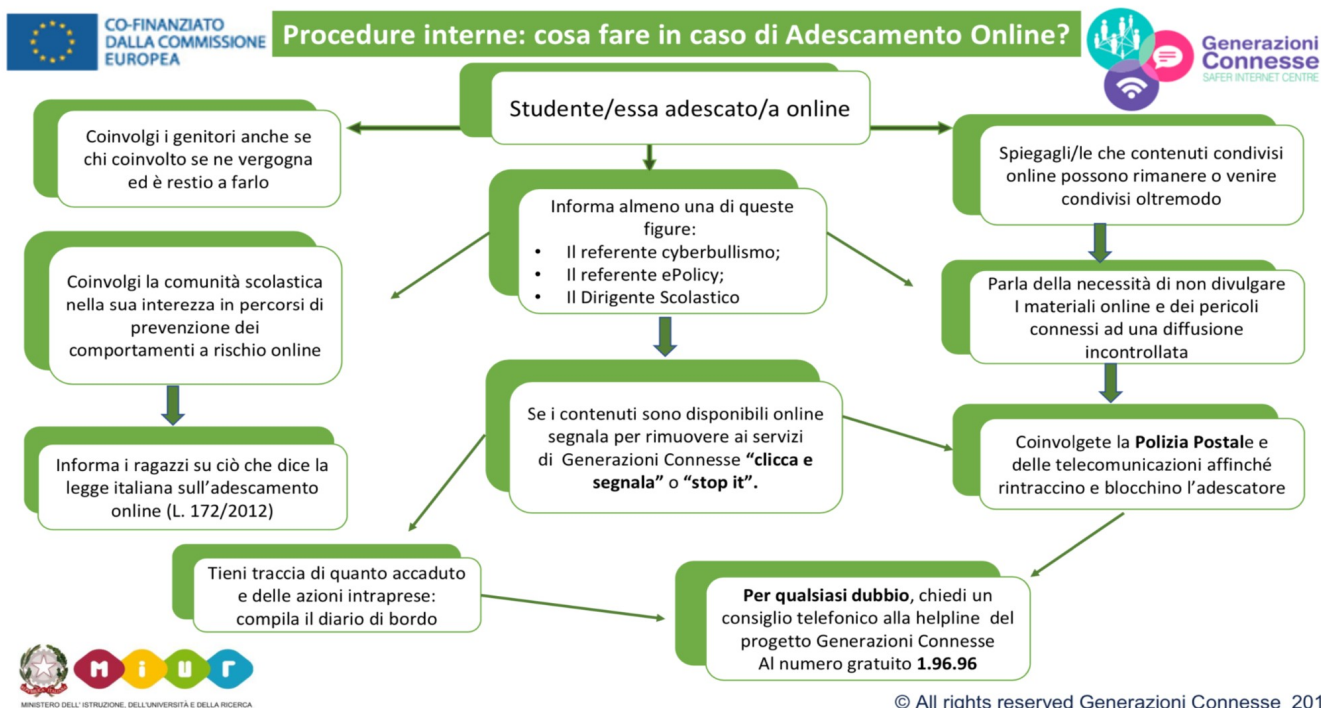 CO-FINANZIATO
DALLA COMMISSIONE
EUROPEA
Procedure interne: cosa fare in caso di Adescamento Online?
Generazioni
Connesse
SAFER INTERNET CENTRE
Studente/essa adescato/a online
Coinvolgi i genitori anche se
chi coinvolto se ne vergogna
ed è restio a farlo
Spiegagli/le che contenuti condivisi
online possono rimanere o venire
condivisi oltremodo
Informa almeno una di queste
figure:
• Il referente cyberbullismo;
• Il referente ePolicy;
• Il Dirigente Scolastico
Coinvolgi la comunità scolastica
nella sua interezza in percorsi di
prevenzione dei
comportamenti a rischio online
Parla della necessità di non divulgare
I materiali online e dei pericoli
connessi ad una diffusione
incontrollata
Se i contenuti sono disponibili online
segnala per rimuovere ai servizi
di Generazioni Connesse “clicca e
segnala” o “stop it”.
Informa i ragazzi su ciò che dice la
legge italiana sull’adescamento
online (L. 172/2012)
Coinvolgete la Polizia Postale e
delle telecomunicazioni affinché
rintraccino e blocchino l’adescatore
Tieni traccia di quanto accaduto
e delle azioni intraprese:
compila il diario di bordo
Per qualsiasi dubbio, chiedi un
consiglio telefonico alla helpline del
progetto Generazioni Connesse
Al numero gratuito 1.96.96
MIUR
MINISTERO DELL' ISTRUZIONE, DELL'UNIVERSITÀ E DELLA RICERCA
© All rights reserved Generazioni Connesse 201